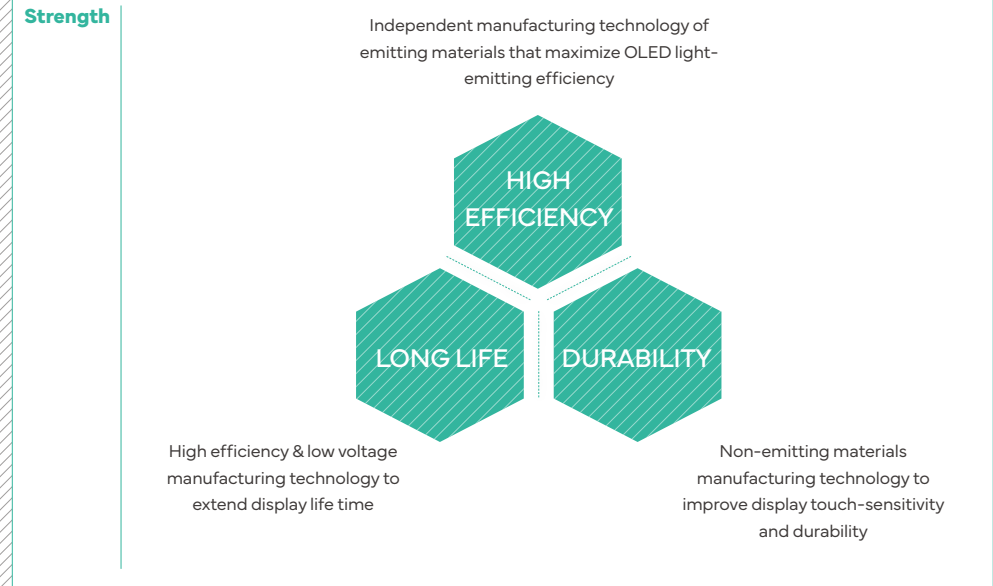 Strength
Independent manufacturing technology of
emitting materials that maximize OLED light-
emitting efficiency
HIGH
EFFICIENCY
LONG LIFE
DURABILITY
High efficiency & low voltage
manufacturing technology to
extend display life time
Non-emitting materials
manufacturing technology to
improve display touch-sensitivity
and durability